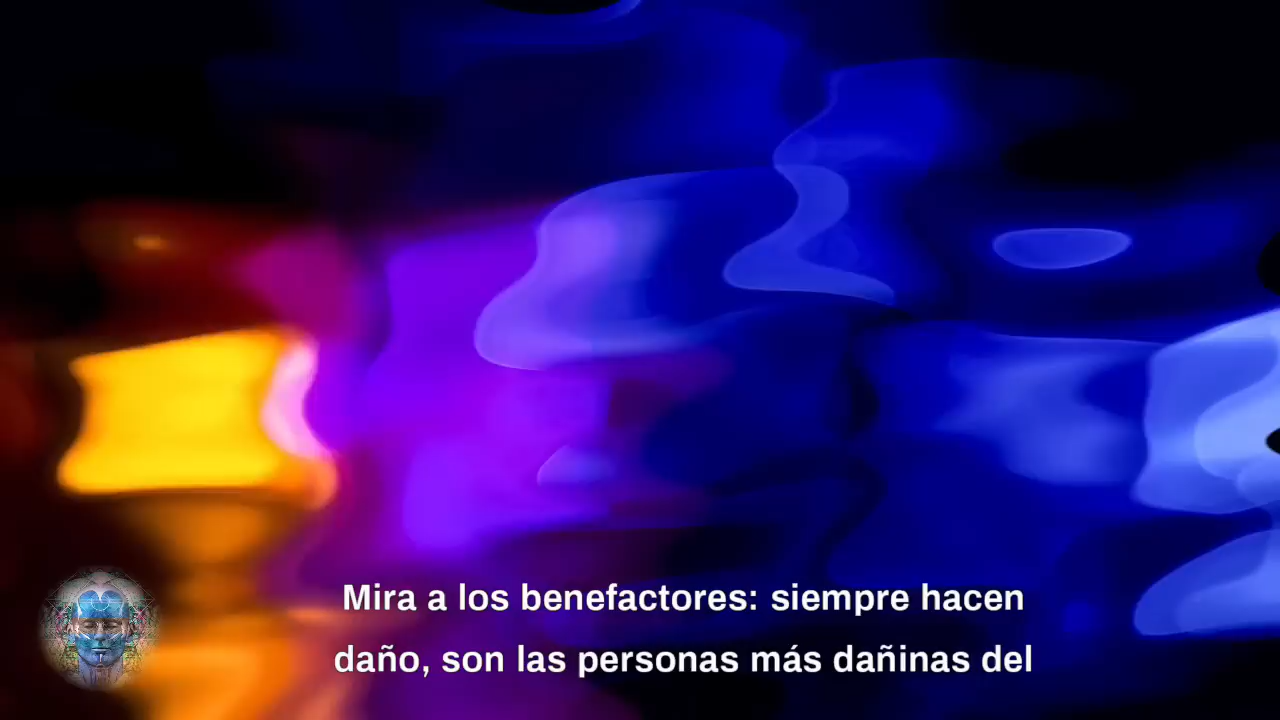 Mira a los benefactores: siempre hacen
daño, son las personas más dañinas del